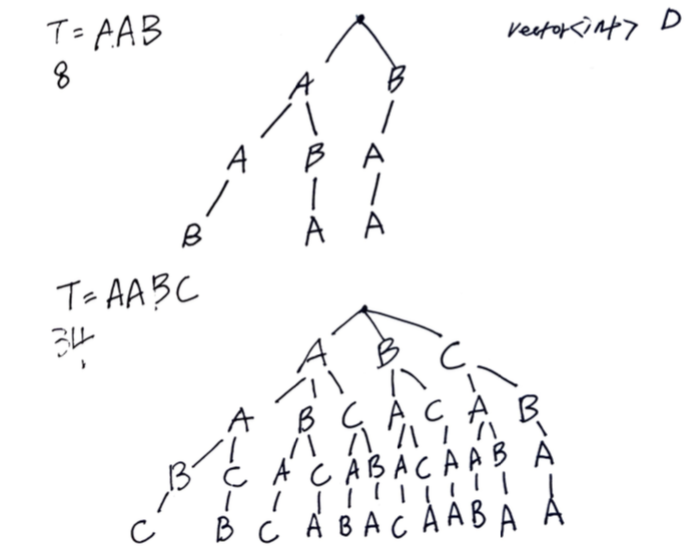 T = AAB
8
vector<int> D
A B
A B A
B A A
T = AABC
34
A B C
A B C A C A B
B C A C A B A C A A B A
C B C A B A C A A B A A